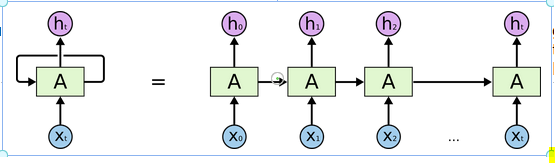 hₜ h₀ h₁ h₂ hₜ
A = A A A A
xₜ x₀ x₁ x₂ ... xₜ